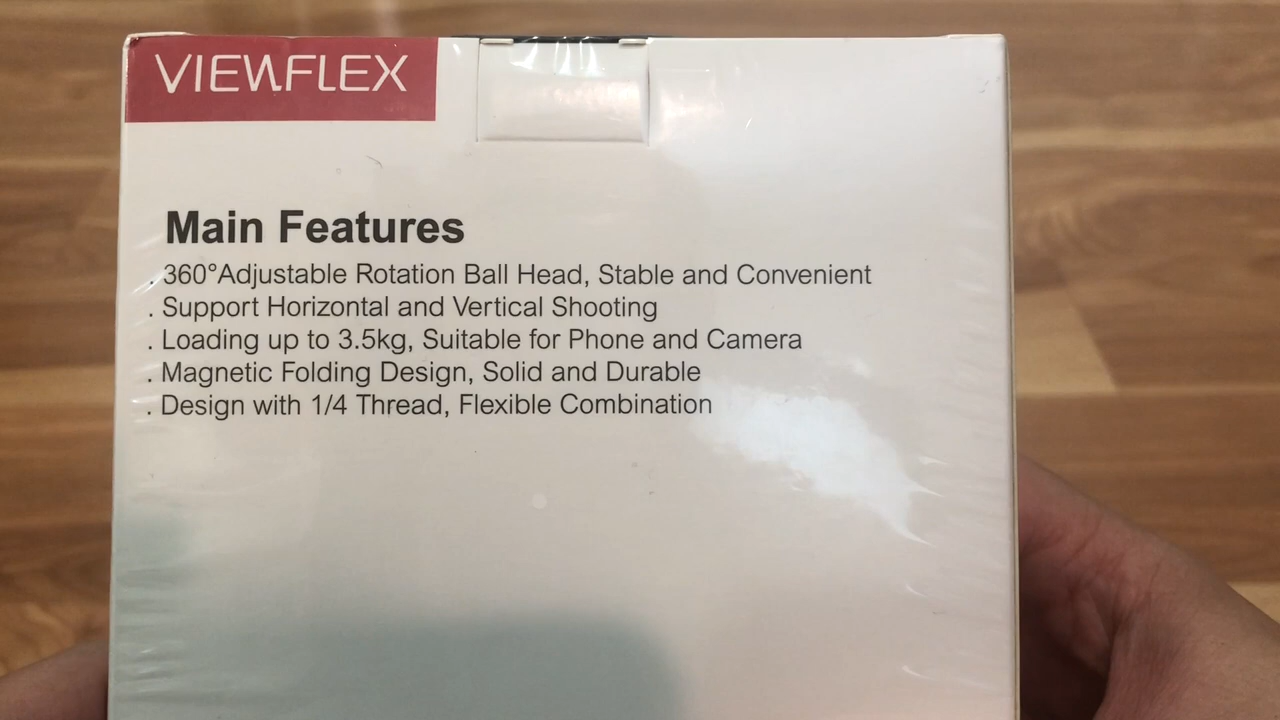 VIEWFLEX
Main Features
. 360°Adjustable Rotation Ball Head, Stable and Convenient
. Support Horizontal and Vertical Shooting
. Loading up to 3.5kg, Suitable for Phone and Camera
. Magnetic Folding Design, Solid and Durable
. Design with 1/4 Thread, Flexible Combination